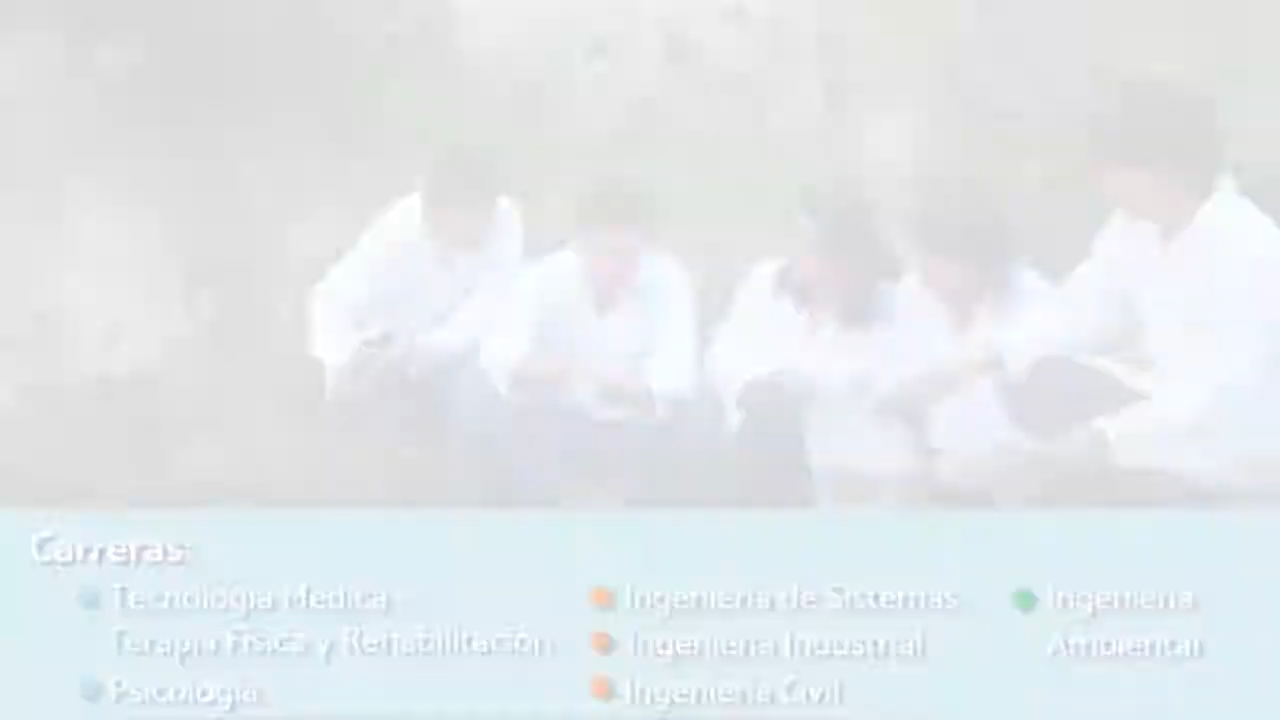 Carreras:
Tecnología Médica
Terapia Física y Rehabilitación
Psicología
Ingeniería de Sistemas
Ingeniería Industrial
Ingeniería Civil
Ingeniería
Ambiental